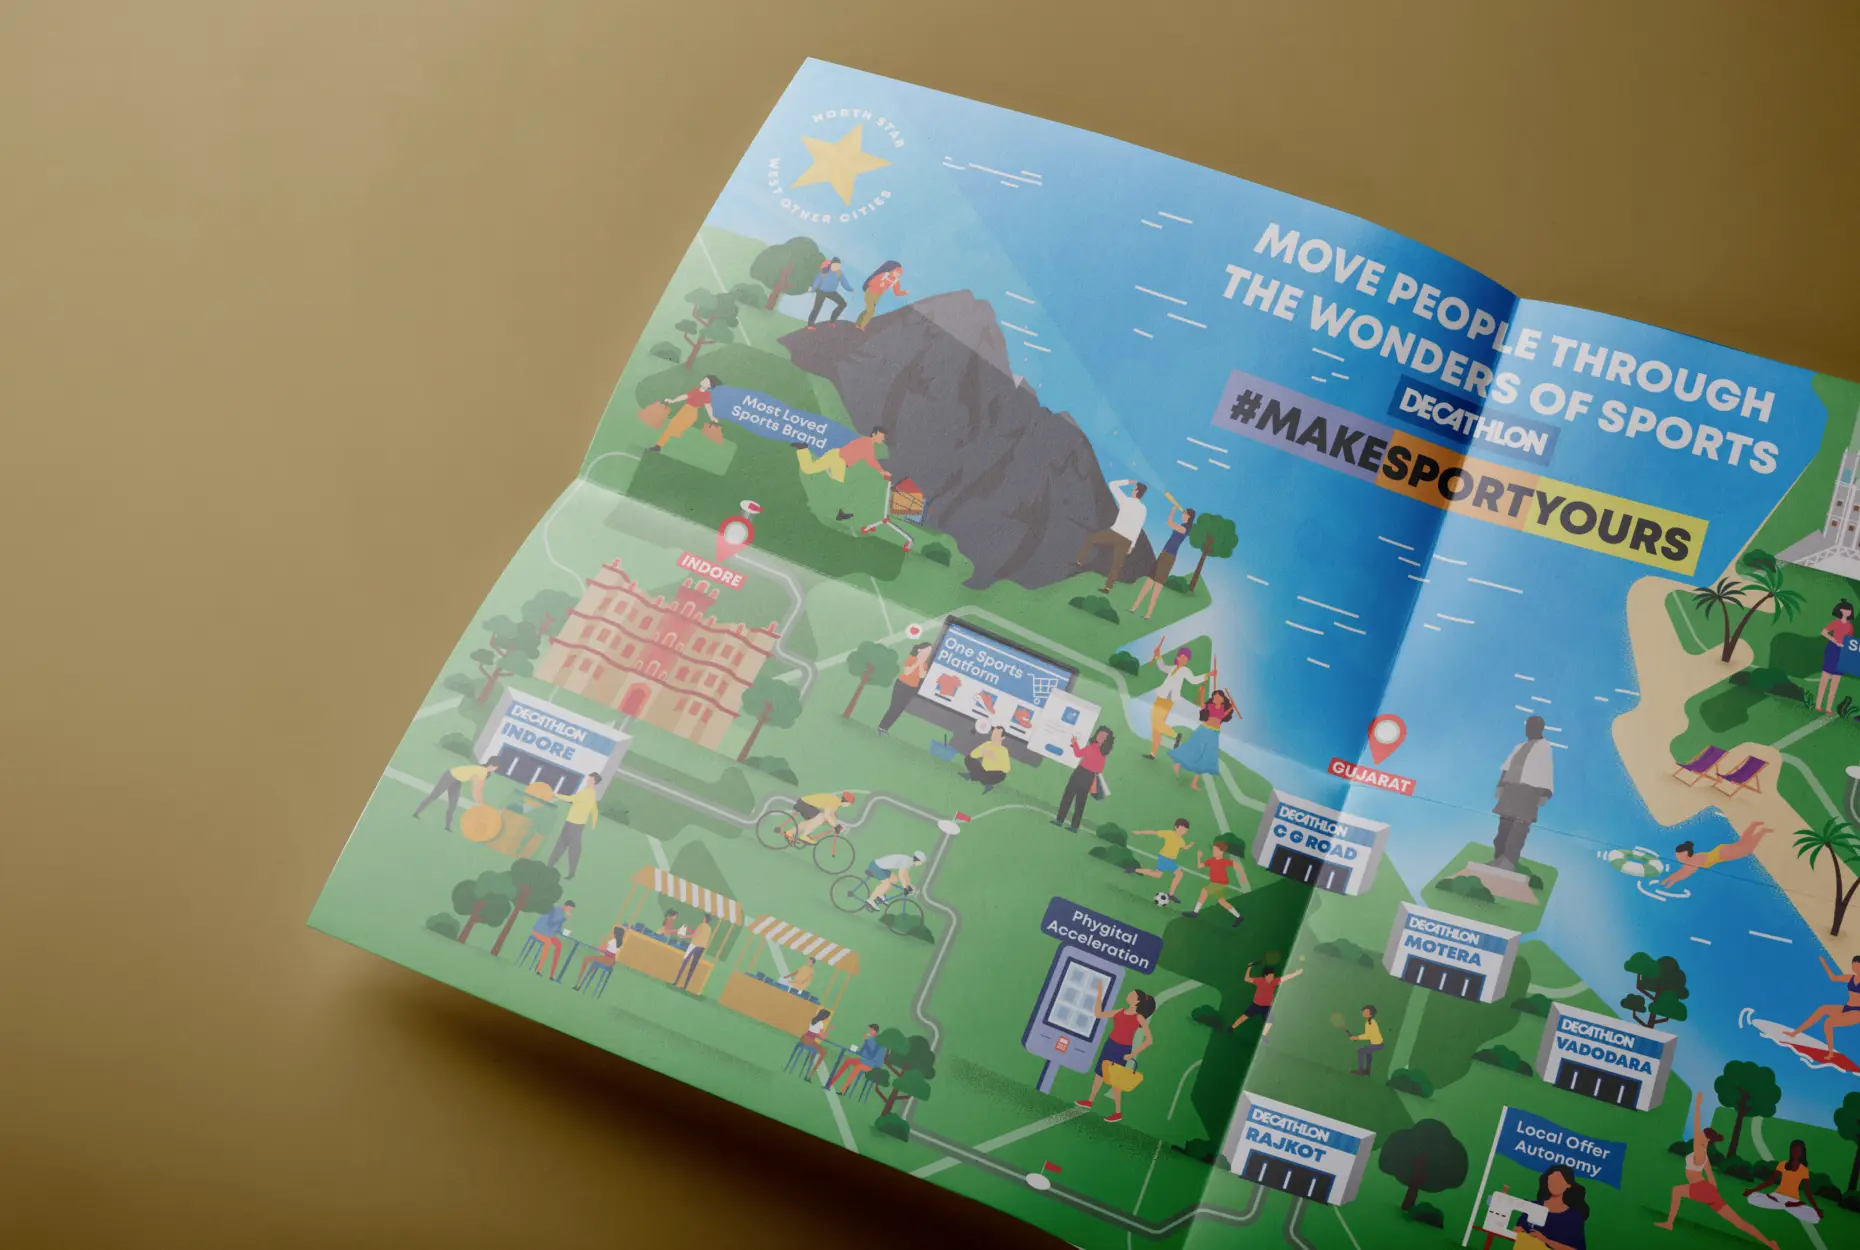 NORTH STAR
WEST OTHER CITIES
MOVE PEOPLE THROUGH
THE WONDERS OF SPORTS
DECATHLON
#MAKESPORTYOURS
Most Loved
Sports Brand
INDORE
One Sports
Platform
DECATHLON
INDORE
GUJARAT
DECATHLON
C G ROAD
DECATHLON
MOTERA
Phygital
Acceleration
DECATHLON
VADODARA
DECATHLON
RAJKOT
Local Offer
Autonomy